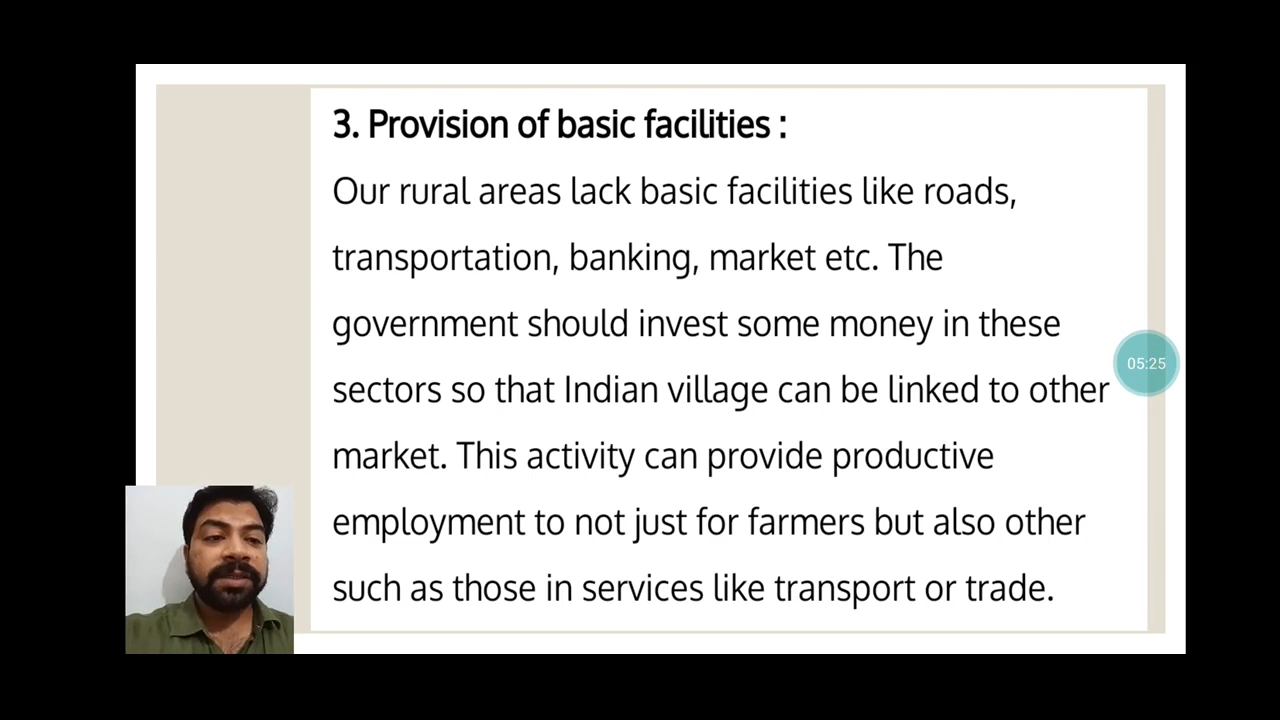 3. Provision of basic facilities :
Our rural areas lack basic facilities like roads,
transportation, banking, market etc. The
government should invest some money in these
sectors so that Indian village can be linked to other
market. This activity can provide productive
employment to not just for farmers but also other
such as those in services like transport or trade.
05:25